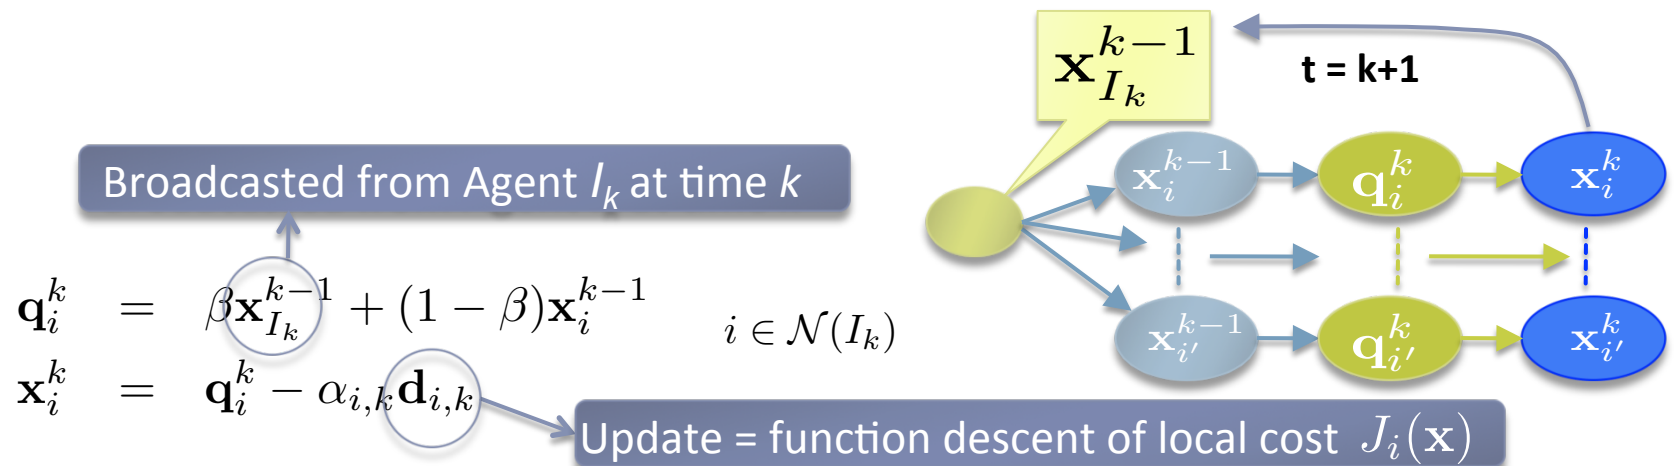 Broadcasted from Agent I_k at time k
q_i^k = βx_{I_k}^{k−1} + (1 − β)x_i^{k−1}   i ∈ N(I_k)
x_i^k = q_i^k − α_{i,k} d_{i,k}
Update = function descent of local cost J_i(x)
x_{I_k}^{k−1}
t = k+1
x_i^{k−1} q_i^k x_i^k
x_{i'}^{k−1} q_{i'}^k x_{i'}^k